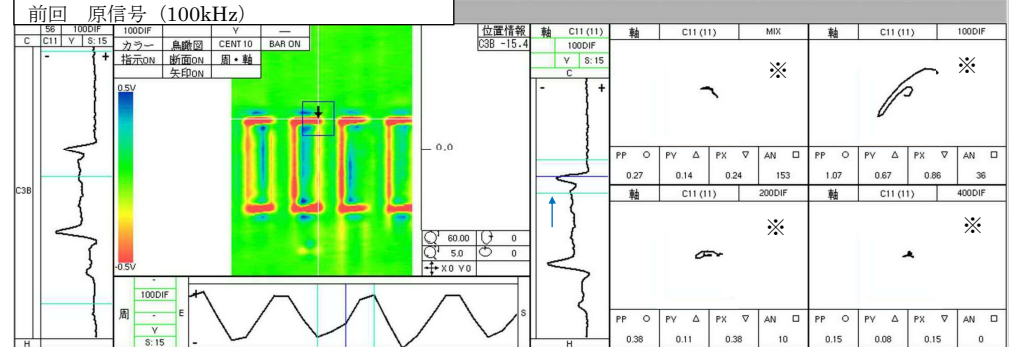 前回 原信号 (100kHz)
56 100DIF
C C11 Y S:15
- +
C3B
H
100DIF Y —
カラー 鳥瞰図 CENT10 BAR ON
指示ON 断面ON 周・軸
矢印ON
0.5V
-0.5V
0.0
位置情報
C3B -15.4
60.00 0
5.0 0
X0 Y0
-
100DIF
周 -
Y
S:15
+ E
-
S
軸 C11(11)
100DIF
Y S:15
C
- +
H
軸 C11(11) MIX
※
PP ○ PY △ PX ▽ AN □
0.27 0.14 0.24 153
軸 C11(11) 100DIF
※
PP ○ PY △ PX ▽ AN □
1.07 0.67 0.86 36
軸 C11(11) 200DIF
※
PP ○ PY △ PX ▽ AN □
0.38 0.11 0.38 10
軸 C11(11) 400DIF
※
PP ○ PY △ PX ▽ AN □
0.15 0.08 0.15 0